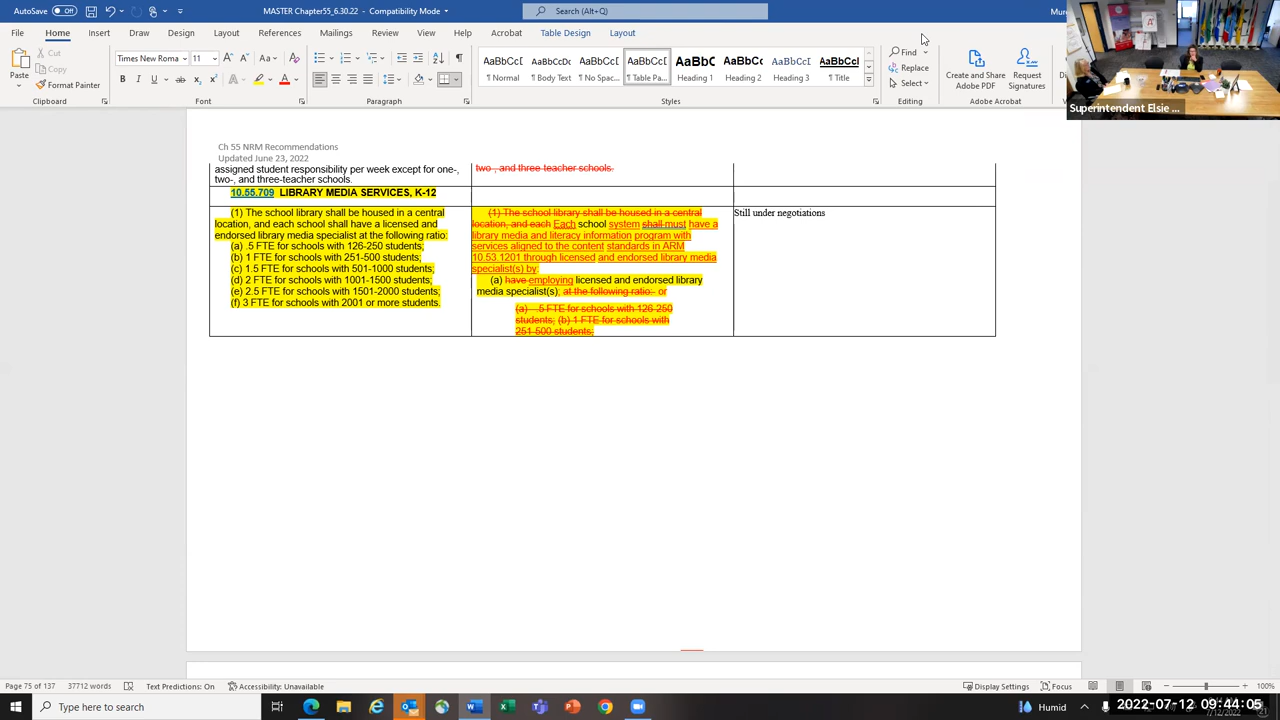 AutoSave Off
MASTER Chapter55_6.30.22 - Compatibility Mode
Search (Alt+Q)
File Home Insert Draw Design Layout References Mailings Review View Help Acrobat Table Design Layout
Paste
Cut
Copy
Format Painter
Clipboard
Times New Roma 11
Font
Paragraph
¶ Normal
¶ Body Text
¶ No Spac...
¶ Table Pa...
Heading 1
¶ Heading 2
Heading 3
¶ Title
Styles
Find
Replace
Select
Editing
Create and Share
Adobe PDF
Request
Signatures
Adobe Acrobat
Superintendent Elsie ...
Ch 55 NRM Recommendations
Updated June 23, 2022
assigned student responsibility per week except for one-,
two-, and three-teacher schools.
two-, and three-teacher schools.
10.55.709 LIBRARY MEDIA SERVICES, K-12
(1) The school library shall be housed in a central
location, and each school shall have a licensed and
endorsed library media specialist at the following ratio:
(a) .5 FTE for schools with 126-250 students;
(b) 1 FTE for schools with 251-500 students;
(c) 1.5 FTE for schools with 501-1000 students;
(d) 2 FTE for schools with 1001-1500 students;
(e) 2.5 FTE for schools with 1501-2000 students;
(f) 3 FTE for schools with 2001 or more students.
(1) The school library shall be housed in a central
location, and each Each school system shall must have a
library media and literacy information program with
services aligned to the content standards in ARM
10.53.1201 through licensed and endorsed library media
specialist(s) by:
(a) have employing licensed and endorsed library
media specialist(s); at the following ratio: or
(a) .5 FTE for schools with 126-250
students; (b) 1 FTE for schools with
251-500 students;
Still under negotiations
Page 75 of 137 37712 words Text Predictions: On Accessibility: Unavailable Display Settings Focus 100%
Type here to search
Humid
2022-07-12 09:44:05